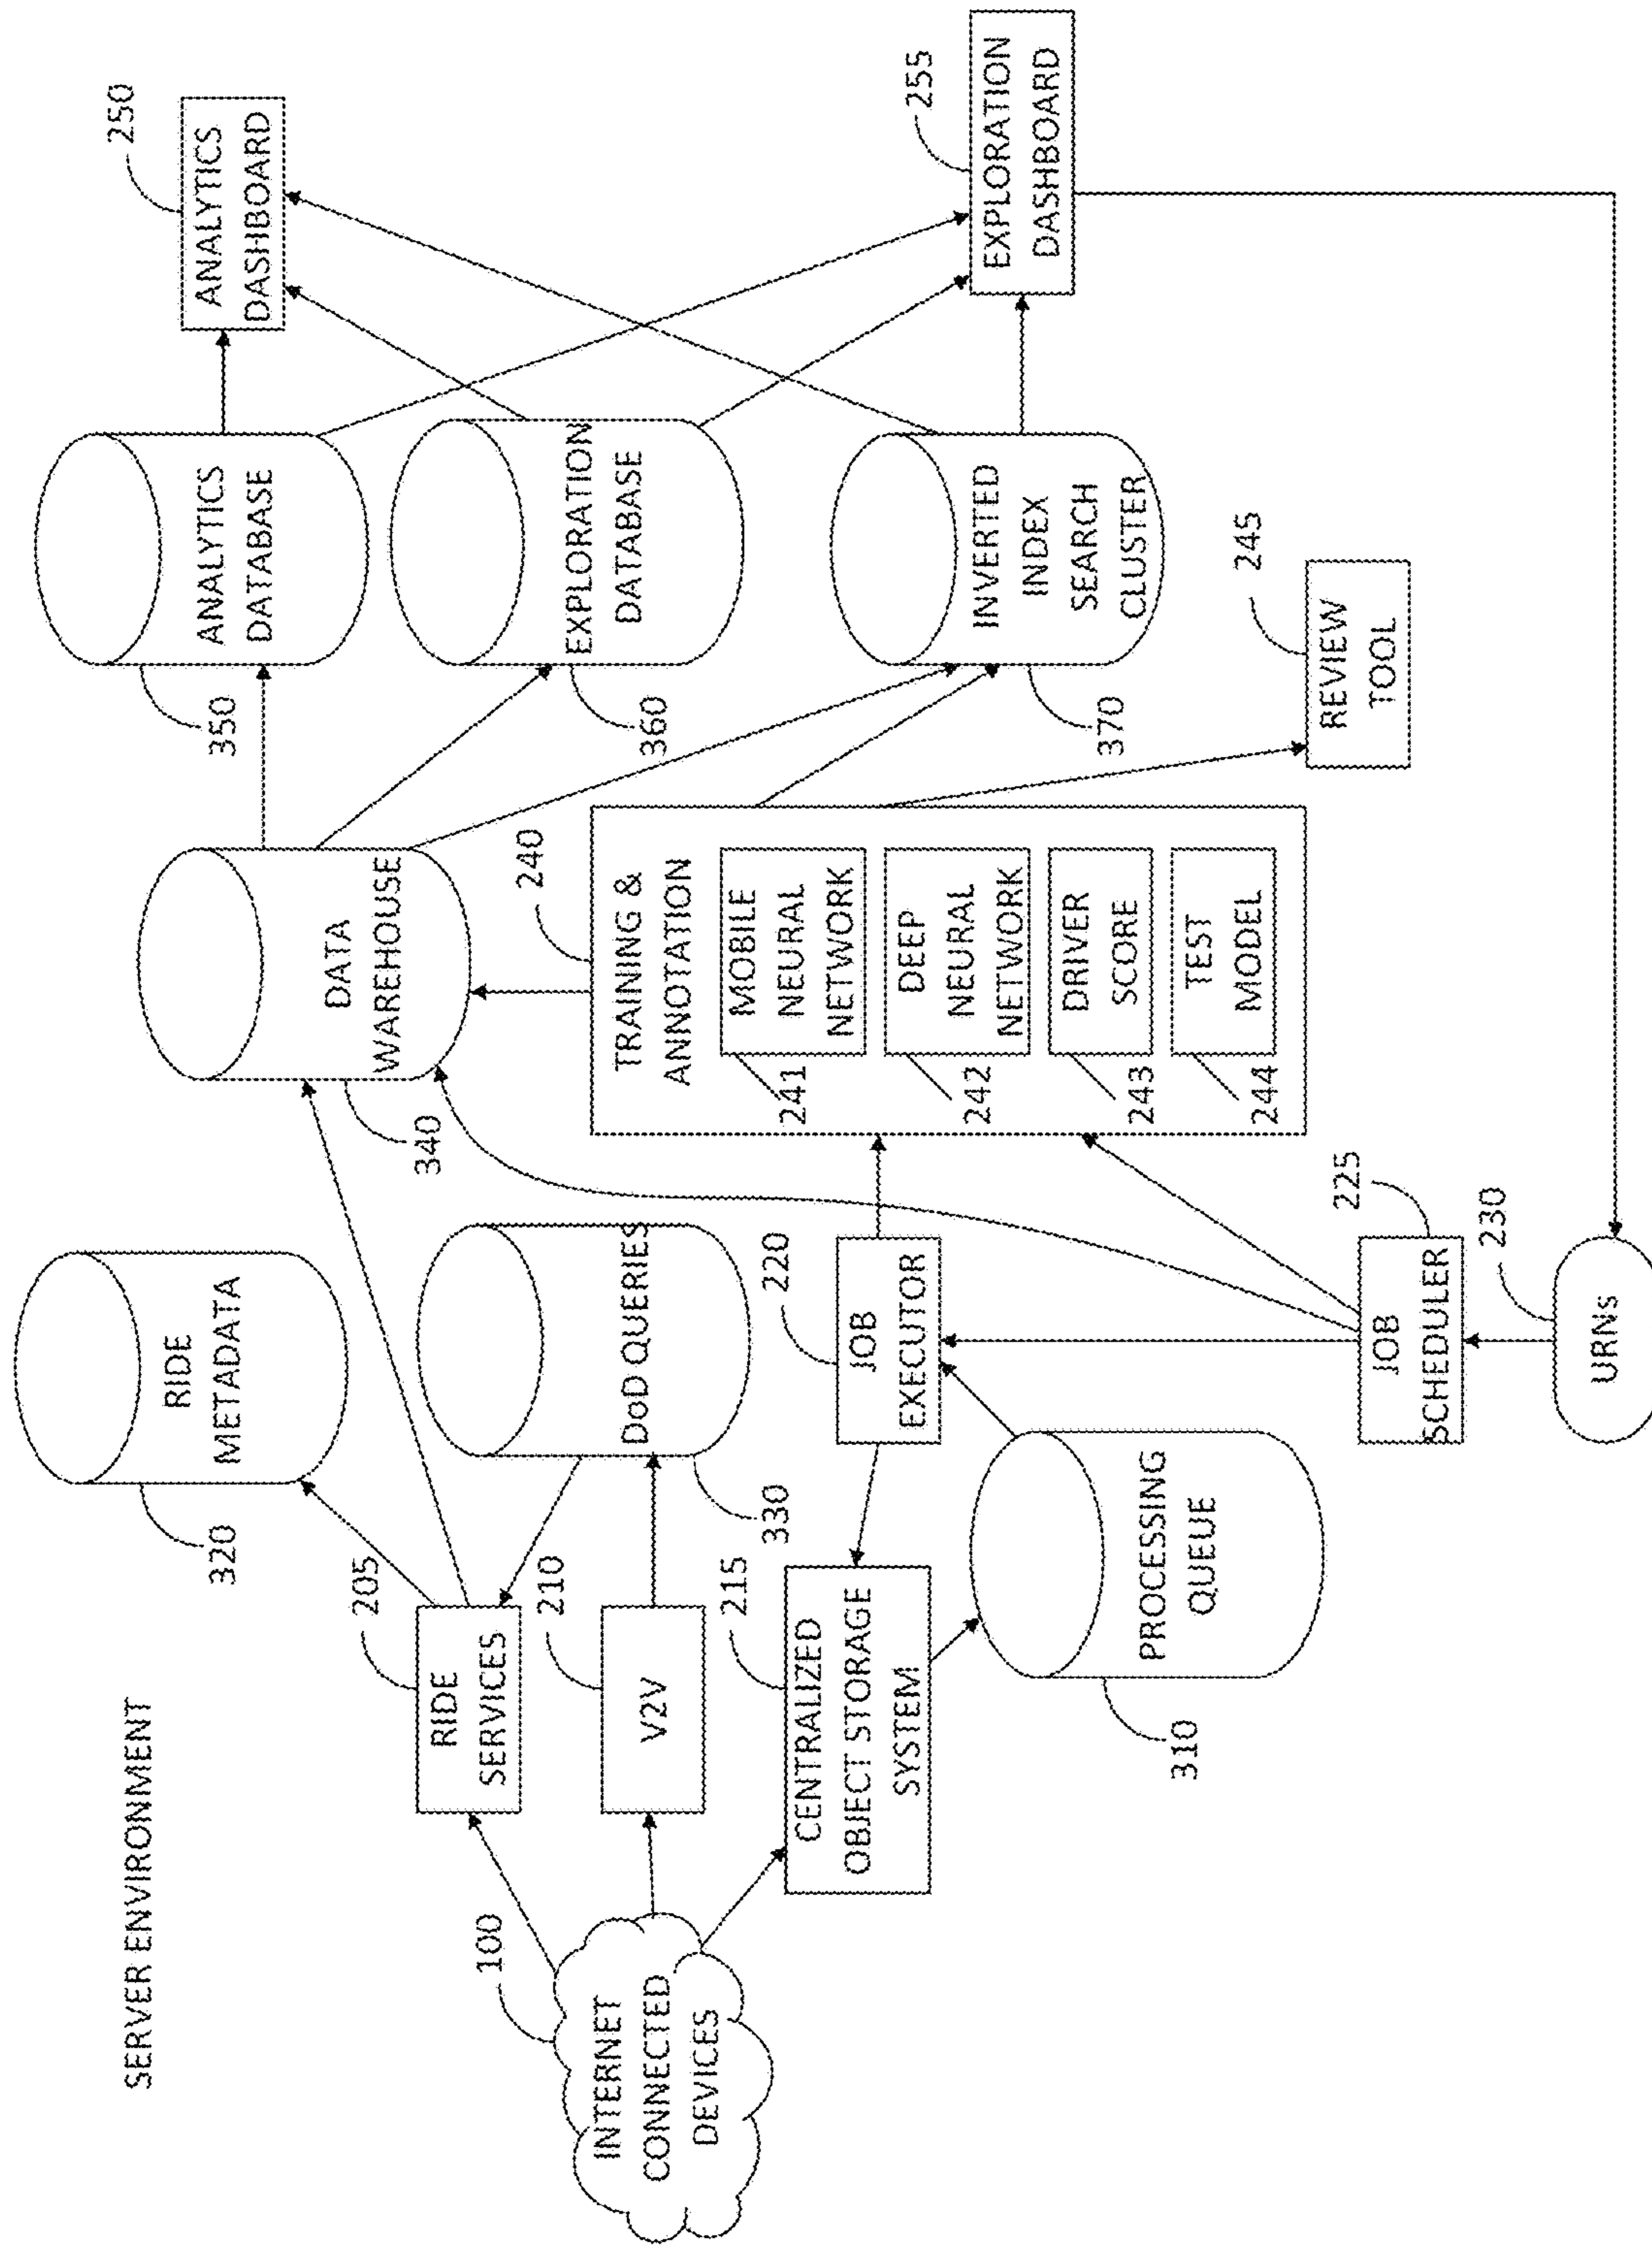 SERVER ENVIRONMENT
100
INTERNET
CONNECTED
DEVICES
205
RIDE
SERVICES
210
V2V
215
CENTRALIZED
OBJECT STORAGE
SYSTEM
310
PROCESSING
QUEUE
320
RIDE
METADATA
330
DoD QUERIES
220
JOB
EXECUTOR
225
JOB
SCHEDULER
230
URNs
340
DATA
WAREHOUSE
240
TRAINING &
ANNOTATION
MOBILE
NEURAL
NETWORK
241
DEEP
NEURAL
NETWORK
242
DRIVER
SCORE
243
TEST
MODEL
244
350
ANALYTICS
DATABASE
360
EXPLORATION
DATABASE
370
INVERTED
INDEX
SEARCH
CLUSTER
245
REVIEW
TOOL
250
ANALYTICS
DASHBOARD
255
EXPLORATION
DASHBOARD